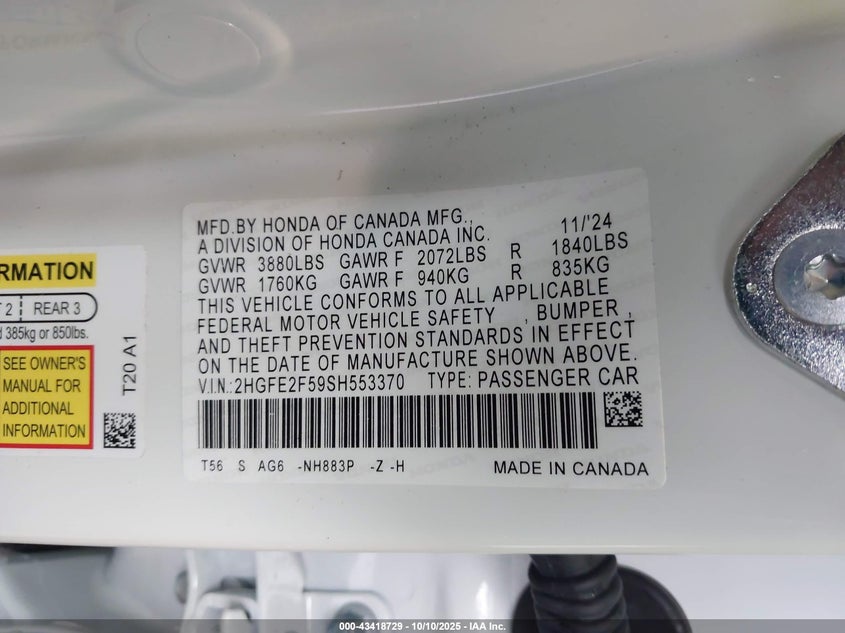 MFD.BY HONDA OF CANADA MFG., 11/'24
A DIVISION OF HONDA CANADA INC.
GVWR 3880LBS GAWR F 2072LBS R 1840LBS
GVWR 1760KG GAWR F 940KG R 835KG
THIS VEHICLE CONFORMS TO ALL APPLICABLE
FEDERAL MOTOR VEHICLE SAFETY , BUMPER ,
AND THEFT PREVENTION STANDARDS IN EFFECT
ON THE DATE OF MANUFACTURE SHOWN ABOVE.
V.I.N.:2HGFE2F59SH553370 TYPE: PASSENGER CAR
T56 S AG6 -NH883P -Z -H MADE IN CANADA
RMATION
2 REAR 3
385kg or 850lbs.
SEE OWNER'S
MANUAL FOR
ADDITIONAL
INFORMATION
T20 A1
000-43418729 - 10/10/2025 - IAA Inc.